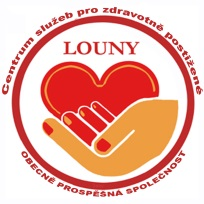 Centrum služeb pro zdravotně postižené
LOUNY
OBECNĚ PROSPĚŠNÁ SPOLEČNOST